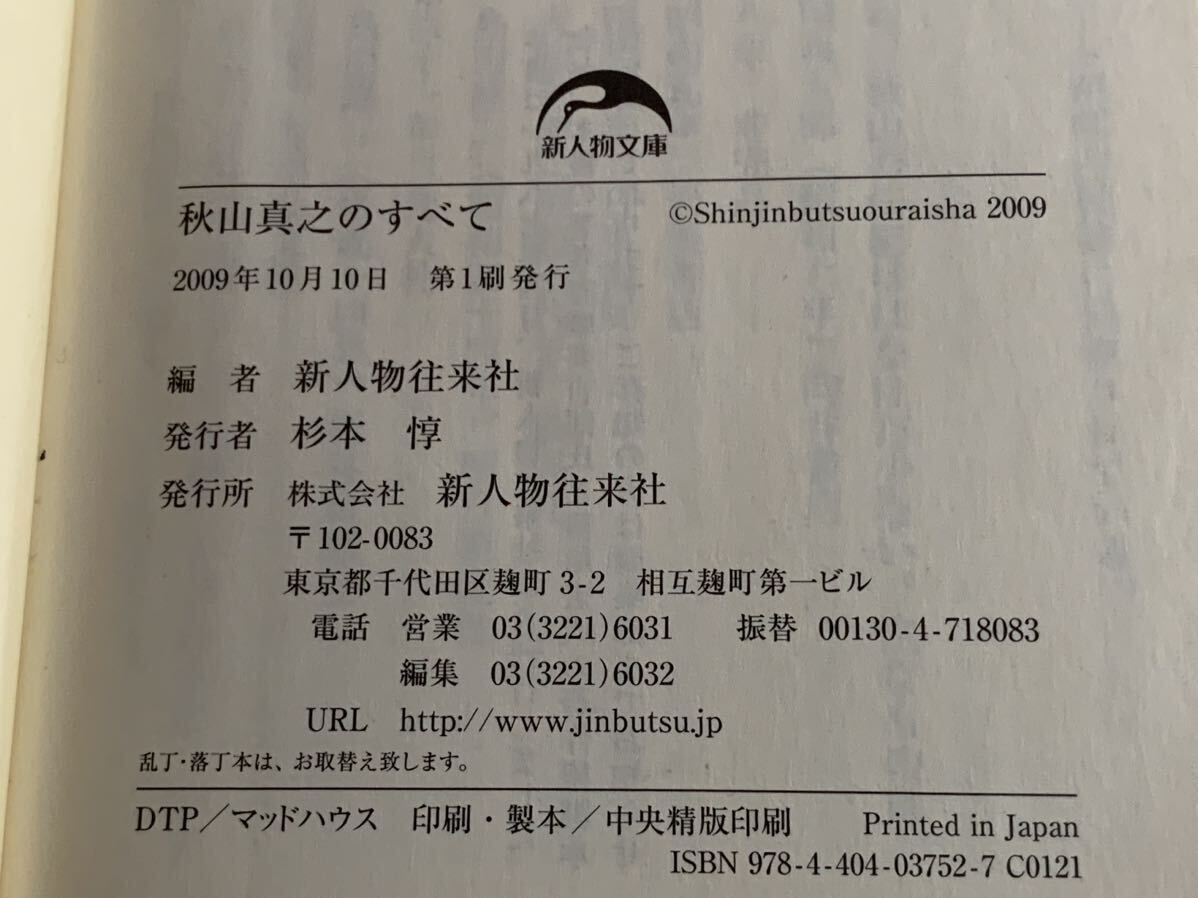 新人物文庫
秋山真之のすべて ©Shinjinbutsuouraisha 2009
2009年10月10日 第1刷発行
編 者 新人物往来社
発行者 杉本 惇
発行所 株式会社 新人物往来社
〒102-0083
東京都千代田区麹町 3-2 相互麹町第一ビル
電話 営業 03(3221)6031 振替 00130-4-718083
編集 03(3221)6032
URL http://www.jinbutsu.jp
乱丁・落丁本は、お取替え致します。
DTP／マッドハウス 印刷・製本／中央精版印刷 Printed in Japan
ISBN 978-4-404-03752-7 C0121